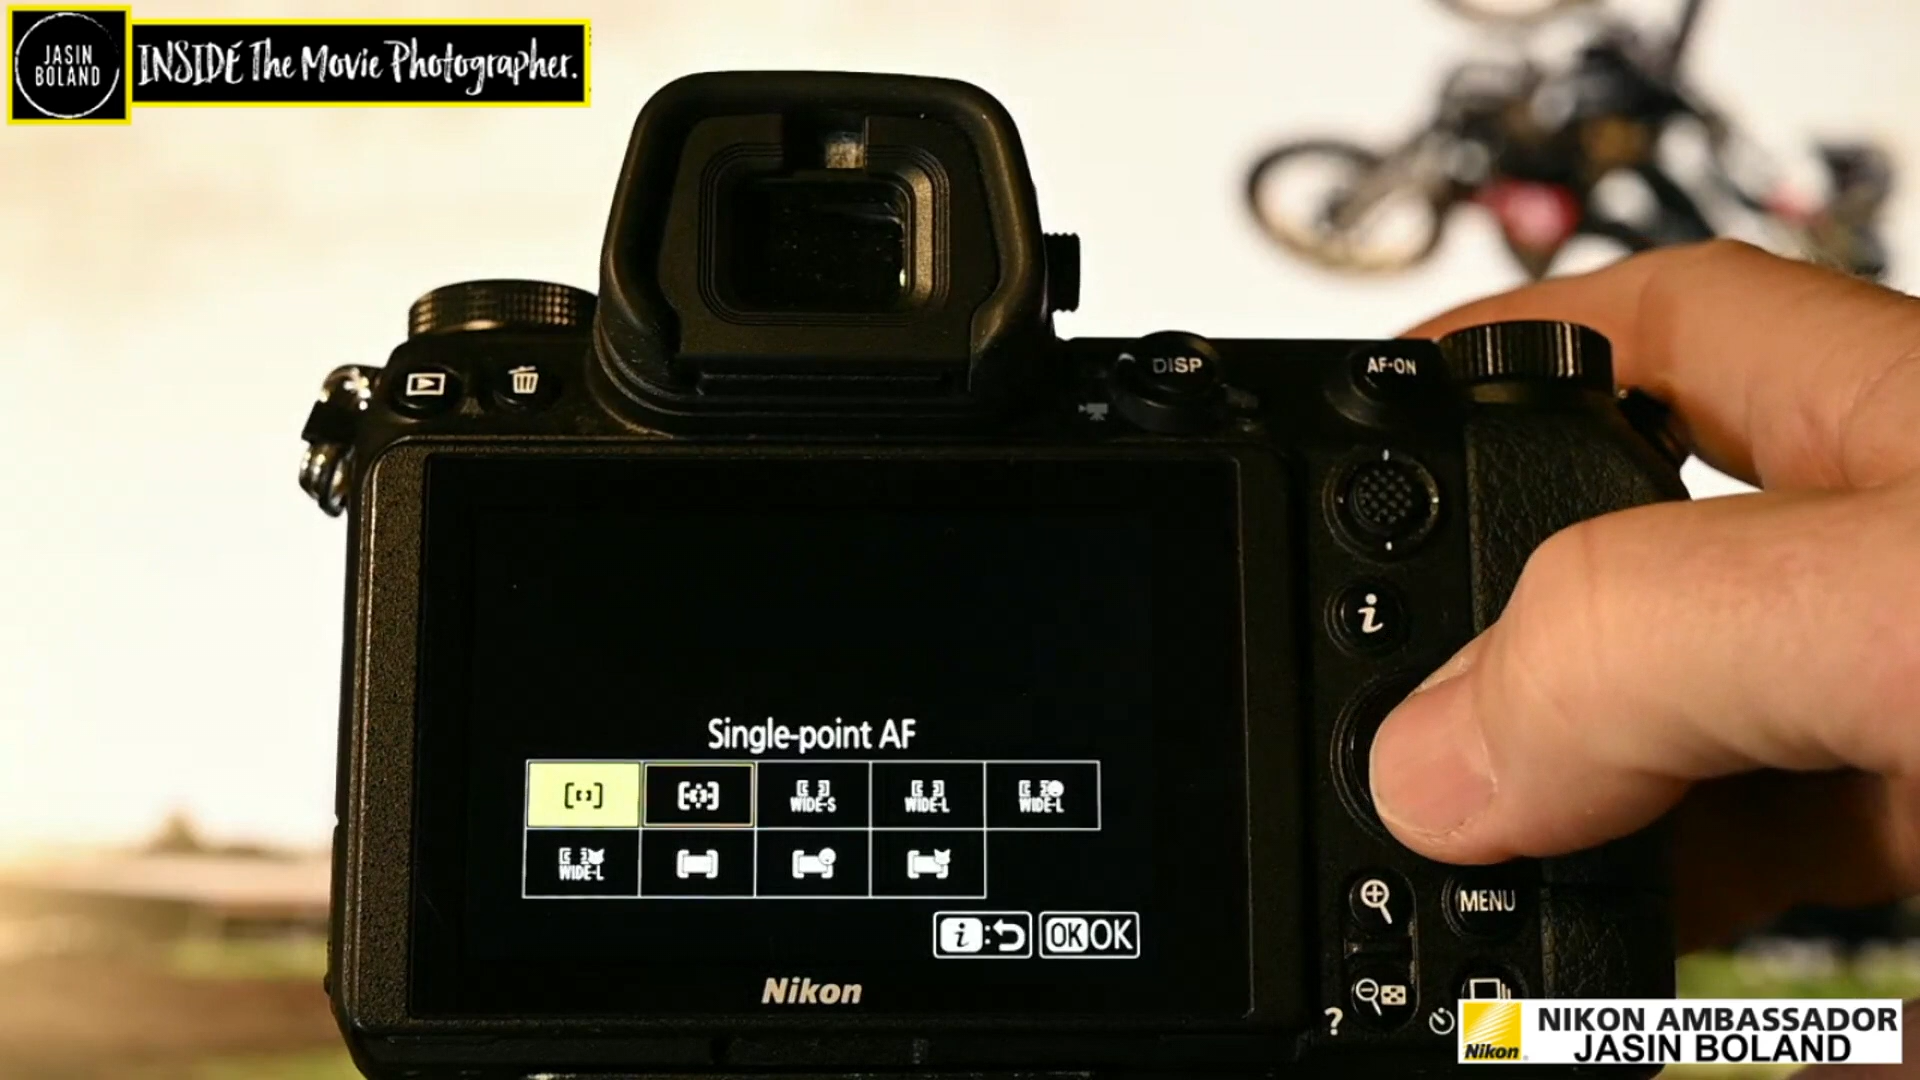 JASIN
BOLAND
INSIDE The Movie Photographer.
DISP
AF-ON
i
Single-point AF
WIDE-S
WIDE-L
WIDE-L
WIDE-L
i:
OK OK
MENU
Nikon
?
Nikon
NIKON AMBASSADOR
JASIN BOLAND